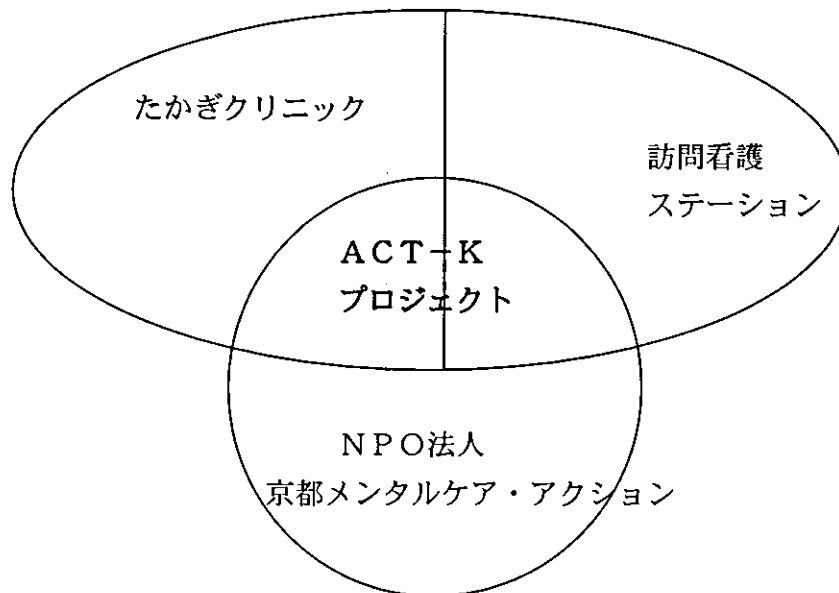 たかぎクリニック
訪問看護
ステーション
ACT-K
プロジェクト
NPO法人
京都メンタルケア・アクション